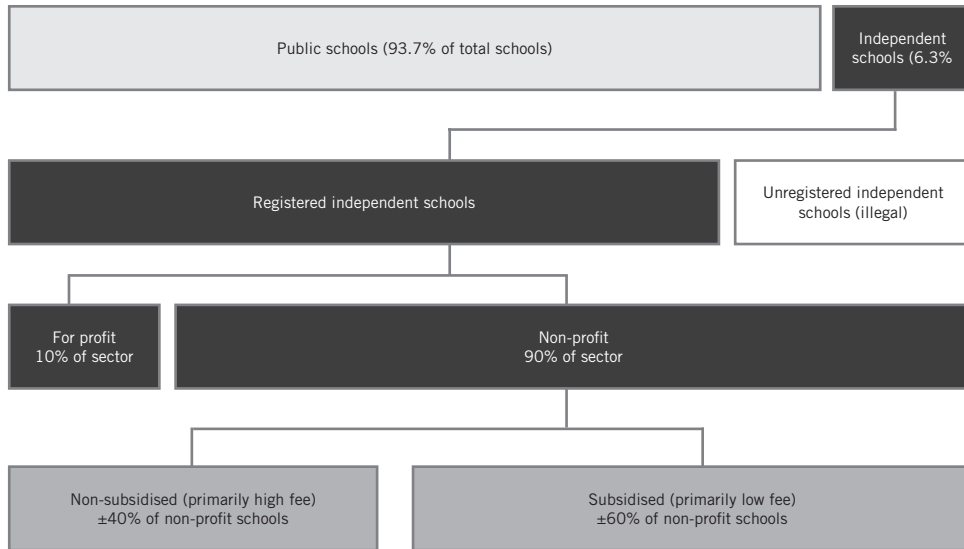 Public schools (93.7% of total schools)
Independent
schools (6.3%
Registered independent schools
Unregistered independent
schools (illegal)
For profit
10% of sector
Non-profit
90% of sector
Non-subsidised (primarily high fee)
±40% of non-profit schools
Subsidised (primarily low fee)
±60% of non-profit schools